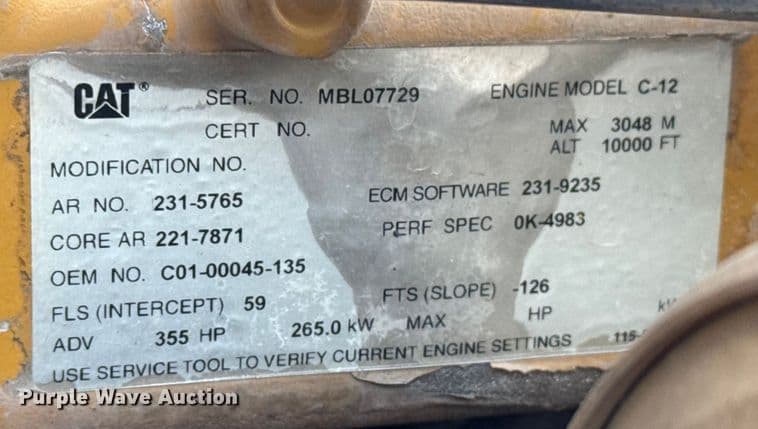 CAT® SER. NO. MBL07729 ENGINE MODEL C-12
CERT NO. MAX 3048 M
ALT 10000 FT
MODIFICATION NO.
AR NO. 231-5765 ECM SOFTWARE 231-9235
CORE AR 221-7871 PERF SPEC 0K-4983
OEM NO. C01-00045-135
FLS (INTERCEPT) 59 FTS (SLOPE) -126
ADV 355 HP 265.0 kW MAX HP
USE SERVICE TOOL TO VERIFY CURRENT ENGINE SETTINGS 115-
Purple Wave Auction